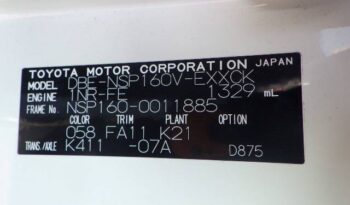 TOYOTA MOTOR CORPORATION JAPAN
MODEL DBE-NSP160V-EXXCK
ENGINE 1NR-FE 1329 mL
FRAME No. NSP160-0011885
COLOR TRIM PLANT OPTION
058 FA11 K21
TRANS./AXLE K411 -07A D875